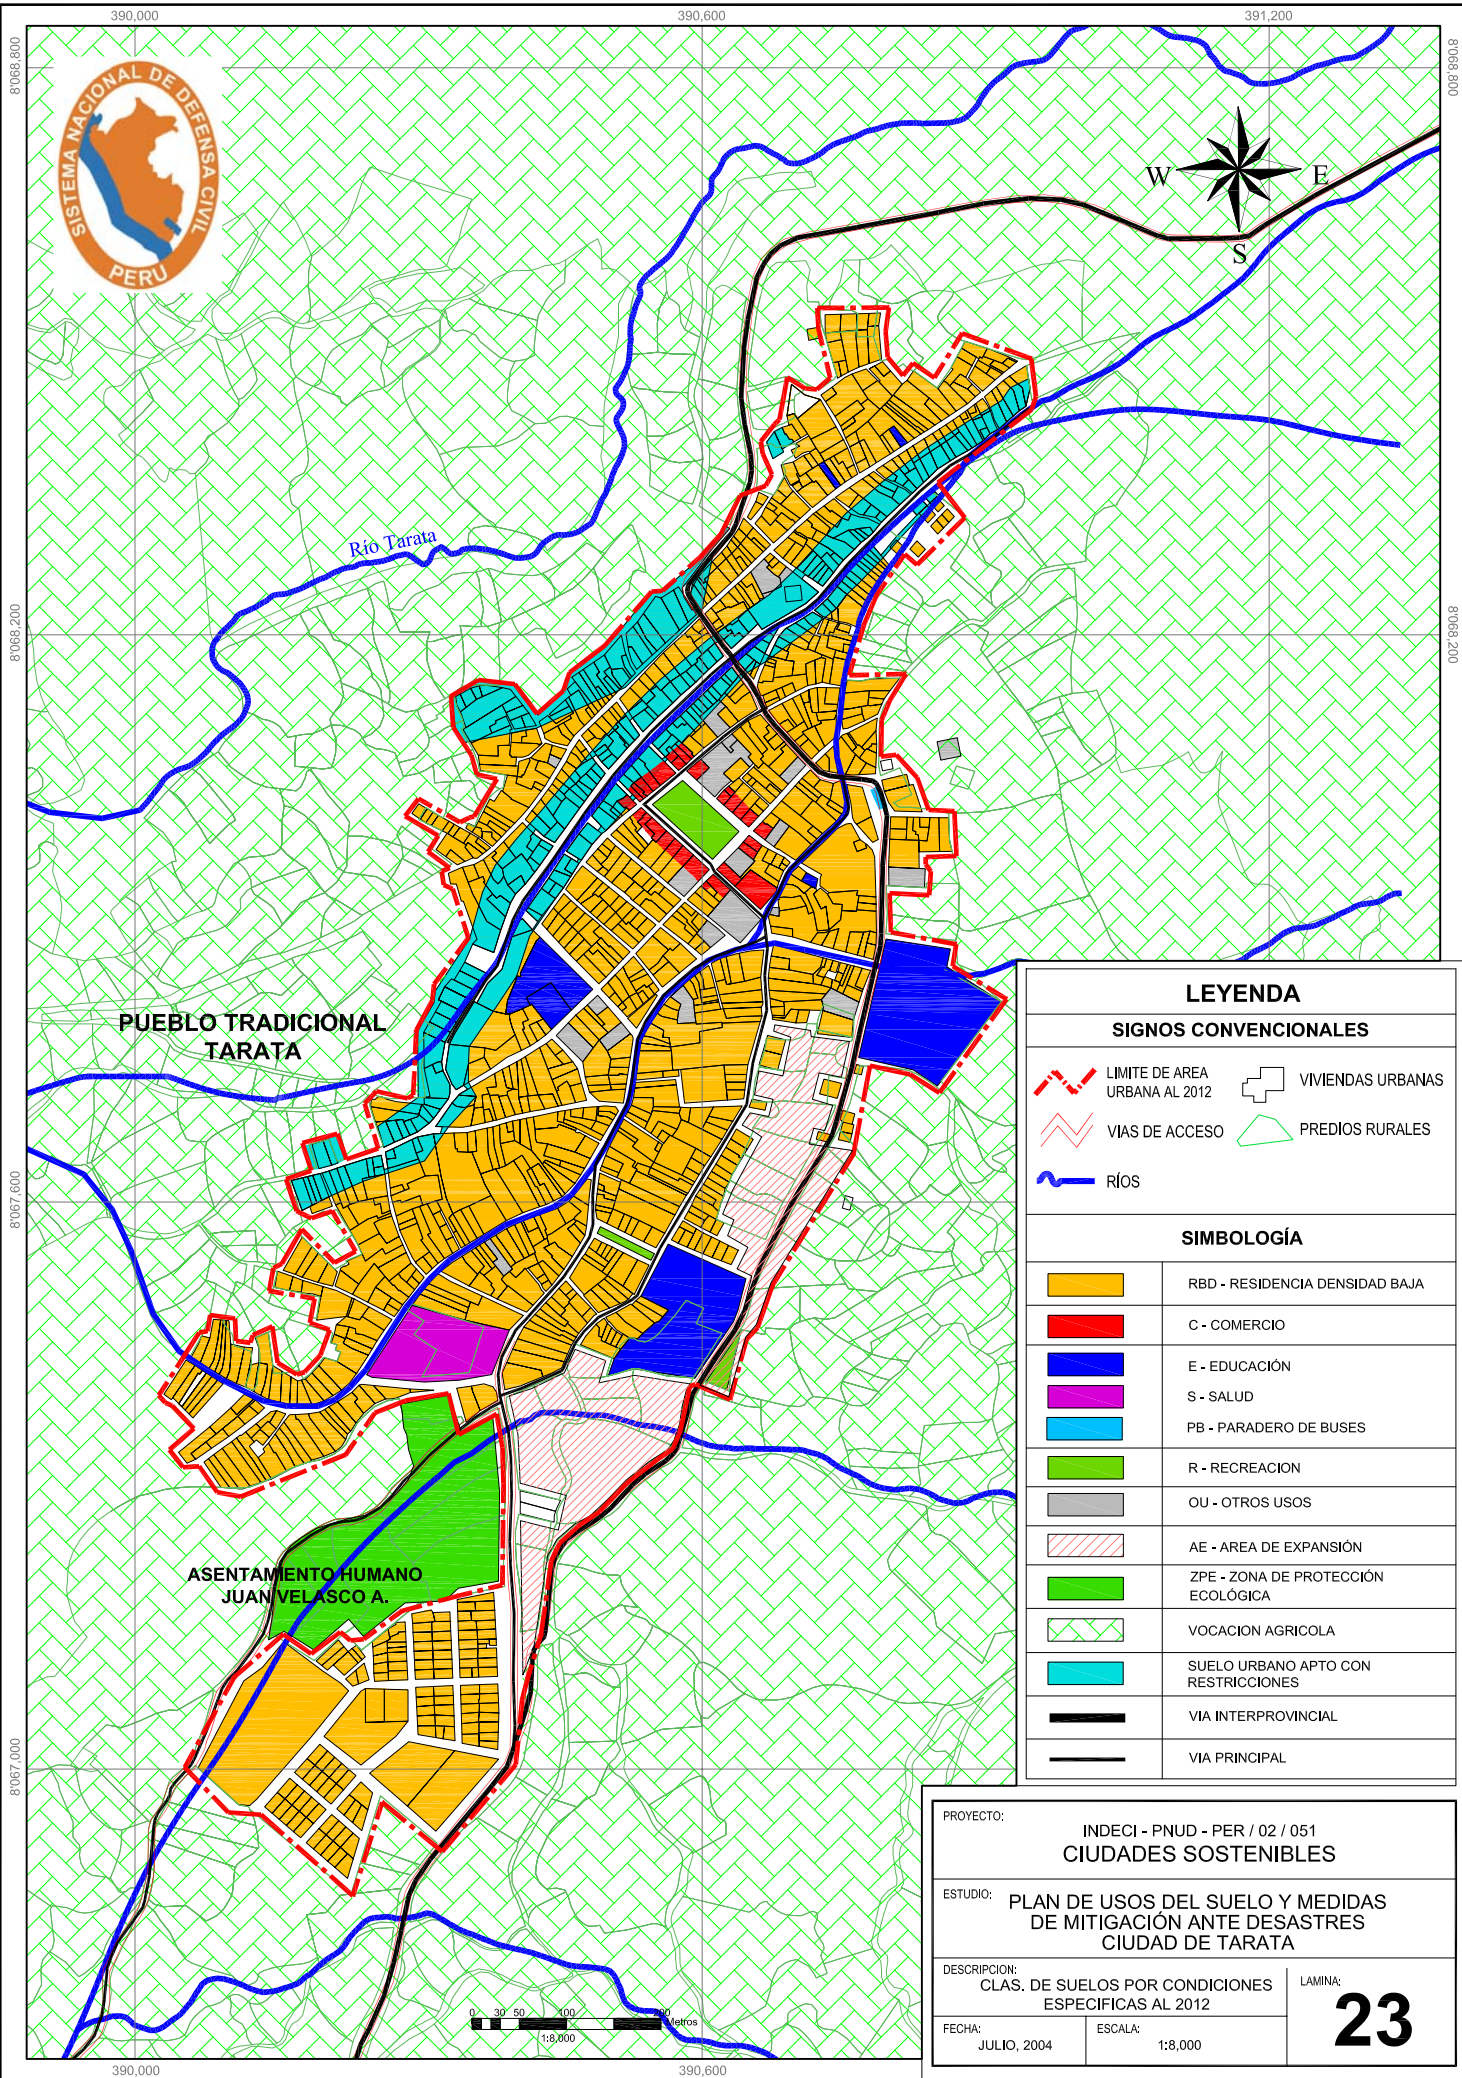 390,000
390,600
391,200
8'068,800
8'068,800
SISTEMA NACIONAL DE DEFENSA CIVIL
PERU
W
E
S
Río Tarata
8'068,200
8'068,200
PUEBLO TRADICIONAL
TARATA
8'067,600
ASENTAMIENTO HUMANO
JUAN VELASCO A.
8'067,000
LEYENDA
SIGNOS CONVENCIONALES
LIMITE DE AREA
URBANA AL 2012
VIVIENDAS URBANAS
VIAS DE ACCESO
PREDIOS RURALES
RÍOS
SIMBOLOGÍA
RBD - RESIDENCIA DENSIDAD BAJA
C - COMERCIO
E - EDUCACIÓN
S - SALUD
PB - PARADERO DE BUSES
R - RECREACION
OU - OTROS USOS
AE - AREA DE EXPANSIÓN
ZPE - ZONA DE PROTECCIÓN
ECOLÓGICA
VOCACION AGRICOLA
SUELO URBANO APTO CON
RESTRICCIONES
VIA INTERPROVINCIAL
VIA PRINCIPAL
PROYECTO:
INDECI - PNUD - PER / 02 / 051
CIUDADES SOSTENIBLES
ESTUDIO:
PLAN DE USOS DEL SUELO Y MEDIDAS
DE MITIGACIÓN ANTE DESASTRES
CIUDAD DE TARATA
DESCRIPCION:
CLAS. DE SUELOS POR CONDICIONES
ESPECIFICAS AL 2012
LAMINA:
23
FECHA:
JULIO, 2004
ESCALA:
1:8,000
0 30 50 100 200
Metros
1:8,000
390,000
390,600